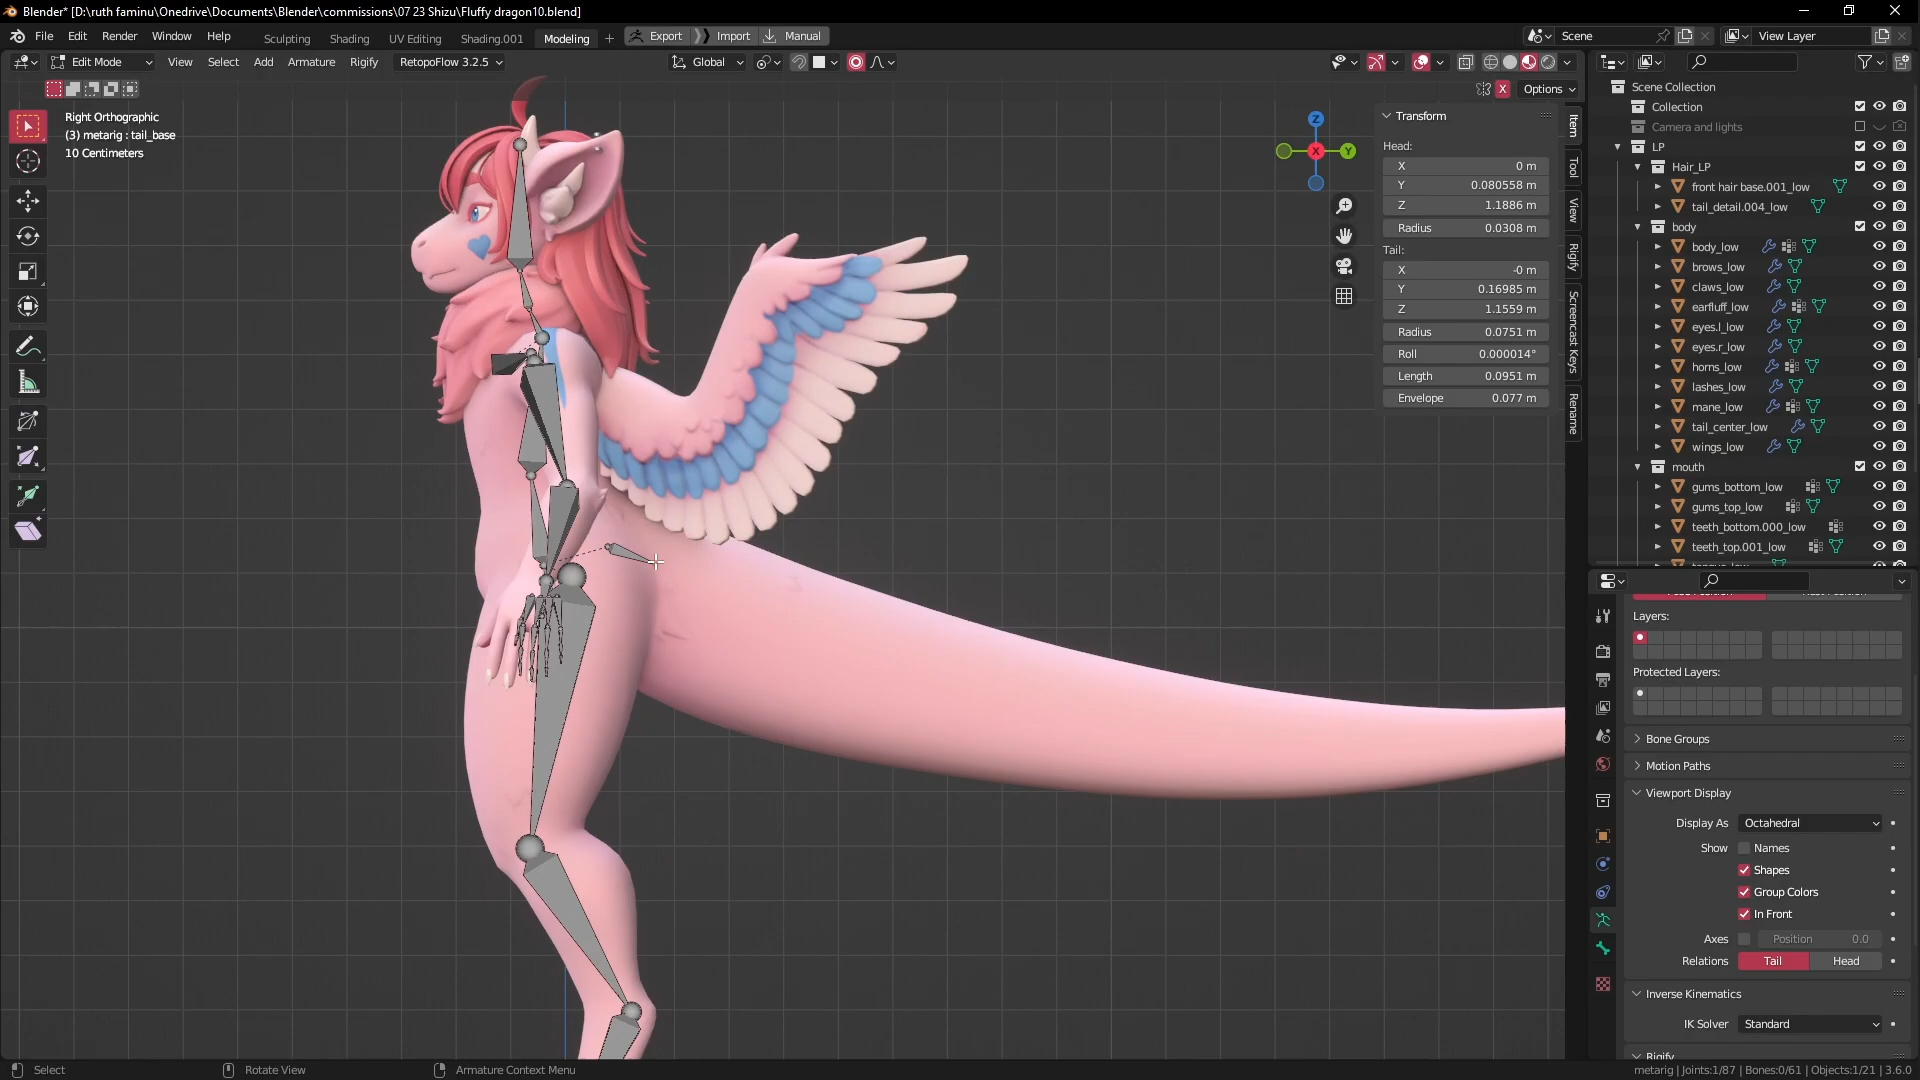 Blender* [D:\ruth faminu\Onedrive\Documents\Blender\commissions\07 23 Shizu\Fluffy dragon10.blend]
File Edit Render Window Help Sculpting Shading UV Editing Shading.001 Modeling + Export Import Manual Scene View Layer
Edit Mode View Select Add Armature Rigify RetopoFlow 3.2.5 Global
X Options
Right Orthographic
(3) metarig : tail_base
10 Centimeters
Z
Y
X
Transform
Head:
X 0 m
Y 0.080558 m
Z 1.1886 m
Radius 0.0308 m
Tail:
X -0 m
Y 0.16985 m
Z 1.1559 m
Radius 0.0751 m
Roll 0.000014°
Length 0.0951 m
Envelope 0.077 m
Item
Tool
View
Rigify
Screencast Keys
Rename
Scene Collection
Collection
Camera and lights
LP
Hair_LP
front hair base.001_low
tail_detail.004_low
body
body_low
brows_low
claws_low
earfluff_low
eyes.l_low
eyes.r_low
horns_low
lashes_low
mane_low
tail_center_low
wings_low
mouth
gums_bottom_low
gums_top_low
teeth_bottom.000_low
teeth_top.001_low
Layers:
Protected Layers:
Bone Groups
Motion Paths
Viewport Display
Display As Octahedral
Show Names
Shapes
Group Colors
In Front
Axes Position 0.0
Relations Tail Head
Inverse Kinematics
IK Solver Standard
Rigify
Select Rotate View Armature Context Menu
metarig | Joints:1/87 | Bones:0/61 | Objects:1/21 | 3.6.0